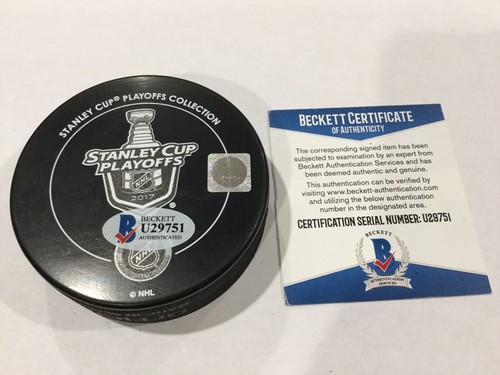 STANLEY CUP® PLAYOFFS COLLECTION
STANLEY CUP
PLAYOFFS
NHL
2017
®
BECKETT
U29751
AUTHENTICATED
B
© NHL
BECKETT CERTIFICATE
OF AUTHENTICITY
The corresponding signed item has been
subjected to examination by an expert from
Beckett Authentication Services and has
been deemed authentic and genuine.
This authentication can be verified by
visiting www.beckett-authentication.com
and utilizing the below authentic number
in the designated area.
CERTIFICATION SERIAL NUMBER: U29751
BECKETT
B
AUTHENTICATION
SERVICES